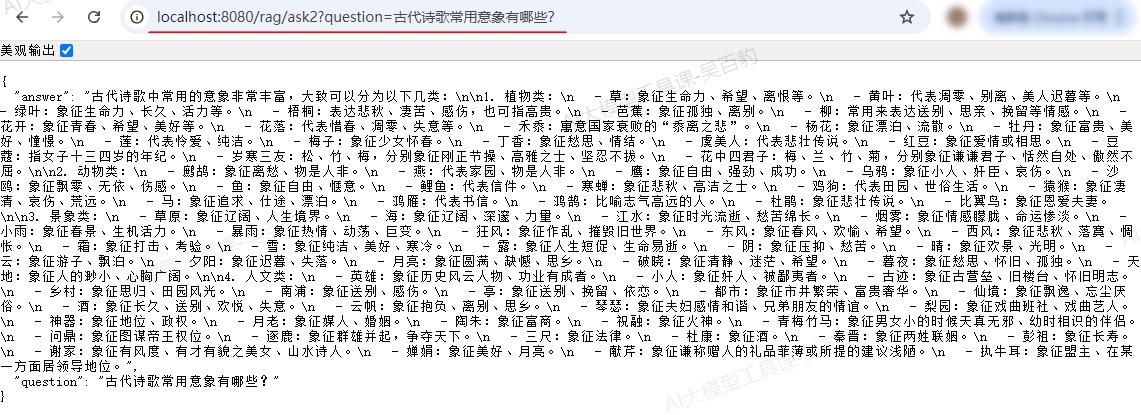 localhost:8080/rag/ask2?question=古代诗歌常用意象有哪些?
美观输出
{
"answer": "古代诗歌中常用的意象非常丰富，大致可以分为以下几类：\n\n1. 植物类：\n   - 草：象征生命力、希望、离恨等。\n   - 黄叶：代表凋零、别离、美人迟暮等。\n
- 绿叶：象征生命力、长久、活力等。\n   - 梧桐：表达悲秋、凄苦、感伤，也可指高贵。\n   - 芭蕉：象征孤独、离别。\n   - 柳：常用来表达送别、思念、挽留等情感。\n   -
花开：象征青春、希望、美好等。\n   - 花落：代表惜春、凋零、失意等。\n   - 禾黍：寓意国家衰败的“黍离之悲”。\n   - 杨花：象征漂泊、流散。\n   - 牡丹：象征富贵、美
好、憧憬。\n   - 莲：代表怜爱、纯洁。\n   - 梅子：象征少女怀春。\n   - 丁香：象征愁思、情结。\n   - 虞美人：代表悲壮传说。\n   - 红豆：象征爱情或相思。\n   - 豆
蔻：指女子十三四岁的年纪。\n   - 岁寒三友：松、竹、梅，分别象征刚正节操、高雅之士、坚忍不拔。\n   - 花中四君子：梅、兰、竹、菊，分别象征谦谦君子、恬然自处、傲然不
屈。\n\n2. 动物类：\n   - 鹧鸪：象征离愁、物是人非。\n   - 燕：代表家园、物是人非。\n   - 鹰：象征自由、强劲、成功。\n   - 乌鸦：象征小人、奸臣、哀伤。\n   - 沙
鸥：象征飘零、无依、伤感。\n   - 鱼：象征自由、惬意。\n   - 鲤鱼：代表信件。\n   - 寒蝉：象征悲秋、高洁之士。\n   - 鸡狗：代表田园、世俗生活。\n   - 猿猴：象征凄
清、哀伤、荒远。\n   - 马：象征追求、仕途、漂泊。\n   - 鸿雁：代表书信。\n   - 鸿鹄：比喻志气高远的人。\n   - 杜鹃：象征悲壮传说。\n   - 比翼鸟：象征恩爱夫妻。
\n\n3. 景象类：\n   - 草原：象征辽阔、人生境界。\n   - 海：象征辽阔、深邃、力量。\n   - 江水：象征时光流逝、愁苦绵长。\n   - 烟雾：象征情感朦胧、命运惨淡。\n   -
小雨：象征春景、生机活力。\n   - 暴雨：象征热情、动荡、巨变。\n   - 狂风：象征作乱、摧毁旧世界。\n   - 东风：象征春风、欢愉、希望。\n   - 西风：象征悲秋、落寞、惆
怅。\n   - 霜：象征打击、考验。\n   - 雪：象征纯洁、美好、寒冷。\n   - 露：象征人生短促、生命易逝。\n   - 阴：象征压抑、愁苦。\n   - 晴：象征欢景、光明。\n   -
云：象征游子、飘泊。\n   - 夕阳：象征迟暮、失落。\n   - 月亮：象征圆满、缺憾、思乡。\n   - 破晓：象征清静、迷茫、希望。\n   - 暮夜：象征愁思、怀旧、孤独。\n   - 天
地：象征人的渺小、心胸广阔。\n\n4. 人文类：\n   - 英雄：象征历史风云人物、功业有成者。\n   - 小人：象征奸人、被鄙夷者。\n   - 古迹：象征古营垒、旧楼台、怀旧明志。
\n   - 乡村：象征思归、田园风光。\n   - 南浦：象征送别、感伤。\n   - 亭：象征送别、挽留、依恋。\n   - 都市：象征市井繁荣、富贵奢华。\n   - 仙境：象征飘逸、忘尘厌
俗。\n   - 酒：象征长久、送别、欢悦、失意。\n   - 云帆：象征抱负、离别、思乡。\n   - 琴瑟：象征夫妇感情和谐、兄弟朋友的情谊。\n   - 梨园：象征戏曲班社、戏曲艺人。
\n   - 神器：象征地位、政权。\n   - 月老：象征媒人、婚姻。\n   - 陶朱：象征富商。\n   - 祝融：象征火神。\n   - 青梅竹马：象征男女小的时候天真无邪、幼时相识的伴侣。
\n   - 问鼎：象征图谋帝王权位。\n   - 逐鹿：象征群雄并起，争夺天下。\n   - 三尺：象征法律。\n   - 杜康：象征酒。\n   - 秦晋：象征两姓联姻。\n   - 彭祖：象征长寿。
\n   - 谢家：象征有风度、有才有貌之美女、山水诗人。\n   - 婵娟：象征美好、月亮。\n   - 献芹：象征谦称赠人的礼品菲薄或所提的建议浅陋。\n   - 执牛耳：象征盟主、在某
一方面居领导地位。",
"question": "古代诗歌常用意象有哪些？"
}